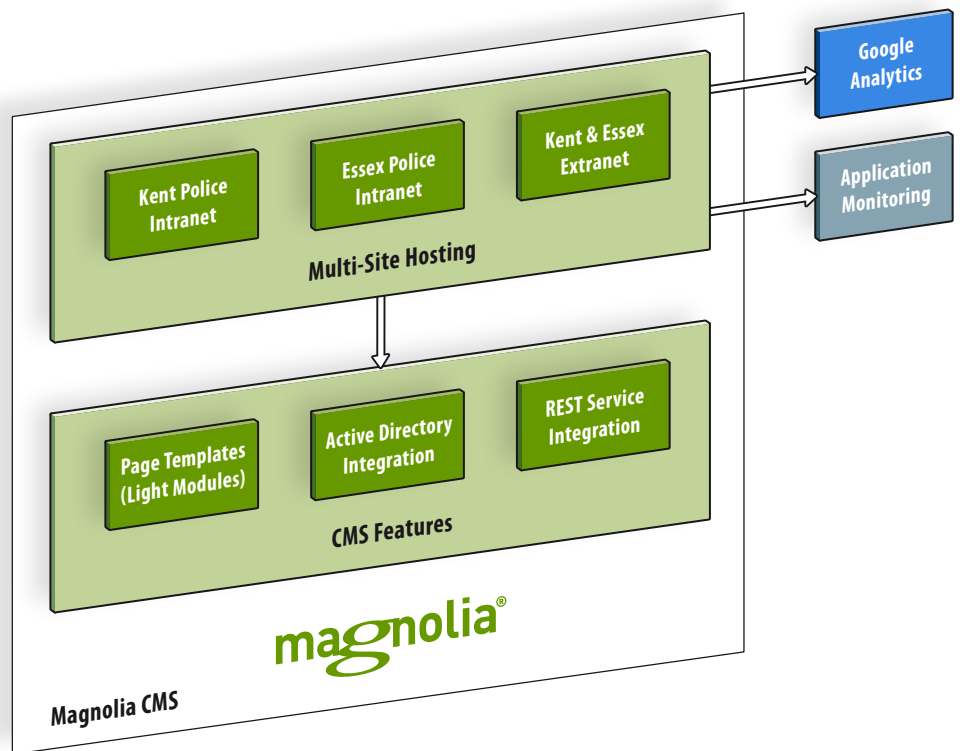 Google
Analytics
Kent & Essex
Extranet
Essex Police
Intranet
Kent Police
Intranet
Application
Monitoring
Multi-Site Hosting
REST Service
Integration
Active Directory
Integration
Page Templates
(Light Modules)
CMS Features
magnolia®
Magnolia CMS